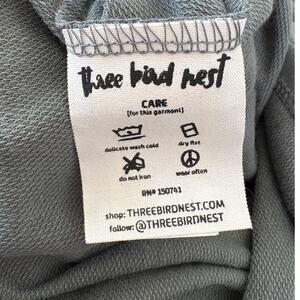 three bird nest
CARE
[for this garment]
delicate wash cold
dry flat
do not iron
wear often
RN# 150741
shop: THREEBIRDNEST.COM
follow: @THREEBIRDNEST